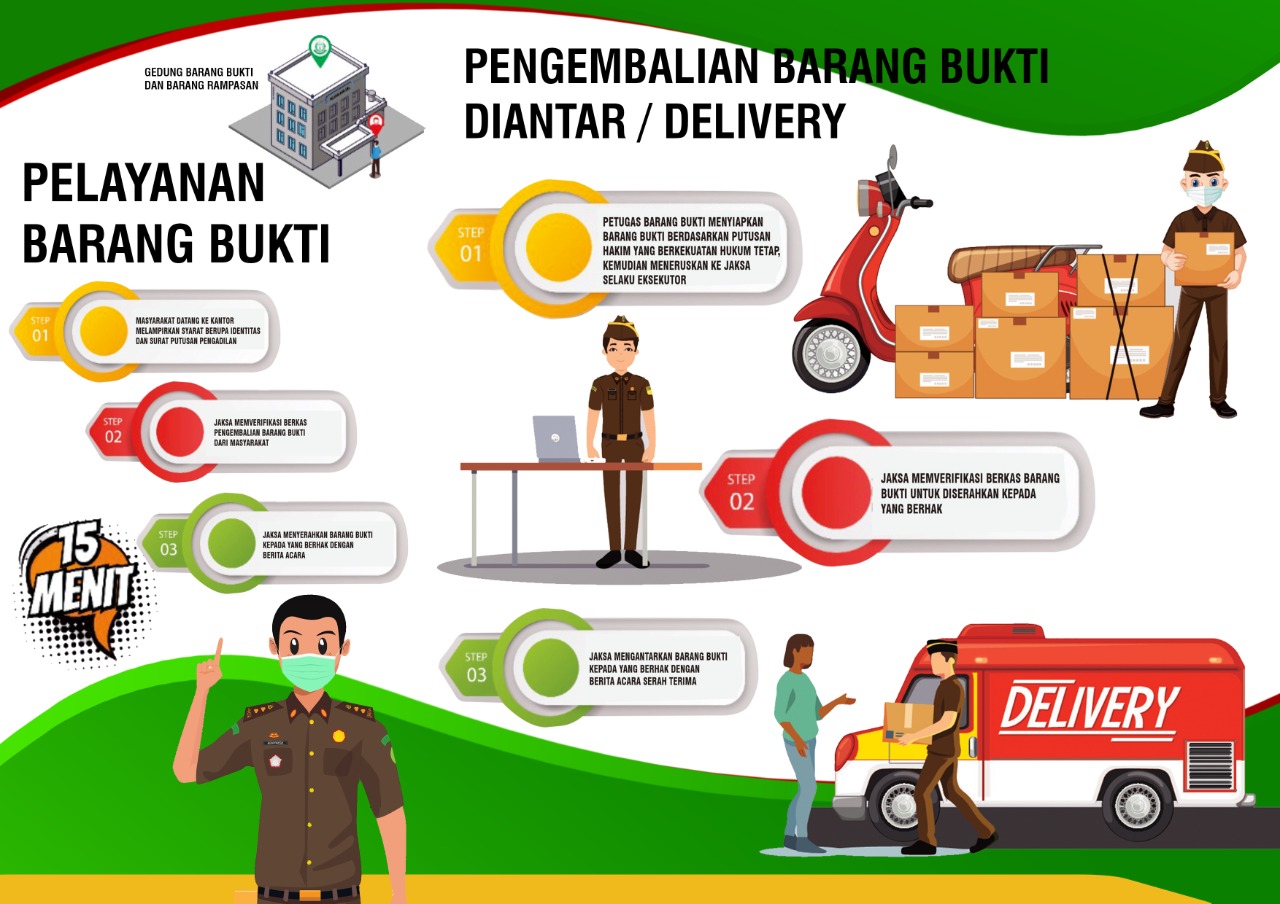 GEDUNG BARANG BUKTI
DAN BARANG RAMPASAN
PELAYANAN
BARANG BUKTI
STEP
01
MASYARAKAT DATANG KE KANTOR
MELAMPIRKAN SYARAT BERUPA IDENTITAS
DAN SURAT PUTUSAN PENGADILAN
STEP
02
JAKSA MEMVERIFIKASI BERKAS
PENGEMBALIAN BARANG BUKTI
DARI MASYARAKAT
STEP
03
JAKSA MENYERAHKAN BARANG BUKTI
KEPADA YANG BERHAK DENGAN
BERITA ACARA
15
MENIT
PENGEMBALIAN BARANG BUKTI
DIANTAR / DELIVERY
STEP
01
PETUGAS BARANG BUKTI MENYIAPKAN
BARANG BUKTI BERDASARKAN PUTUSAN
HAKIM YANG BERKEKUATAN HUKUM TETAP,
KEMUDIAN MENERUSKAN KE JAKSA
SELAKU EKSEKUTOR
STEP
02
JAKSA MEMVERIFIKASI BERKAS BARANG
BUKTI UNTUK DISERAHKAN KEPADA
YANG BERHAK
STEP
03
JAKSA MENGANTARKAN BARANG BUKTI
KEPADA YANG BERHAK DENGAN
BERITA ACARA SERAH TERIMA
DELIVERY